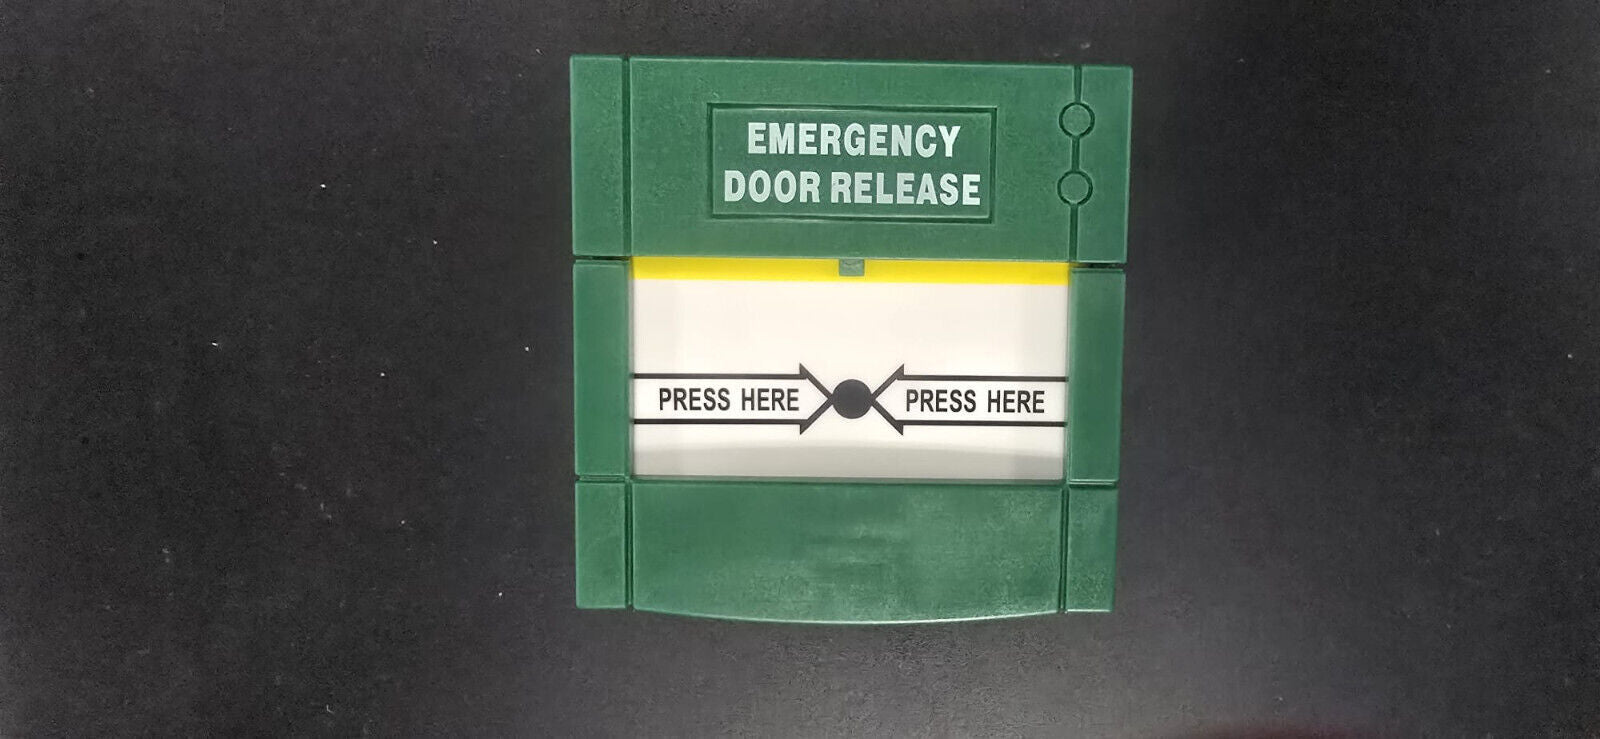 EMERGENCY
DOOR RELEASE
PRESS HERE PRESS HERE